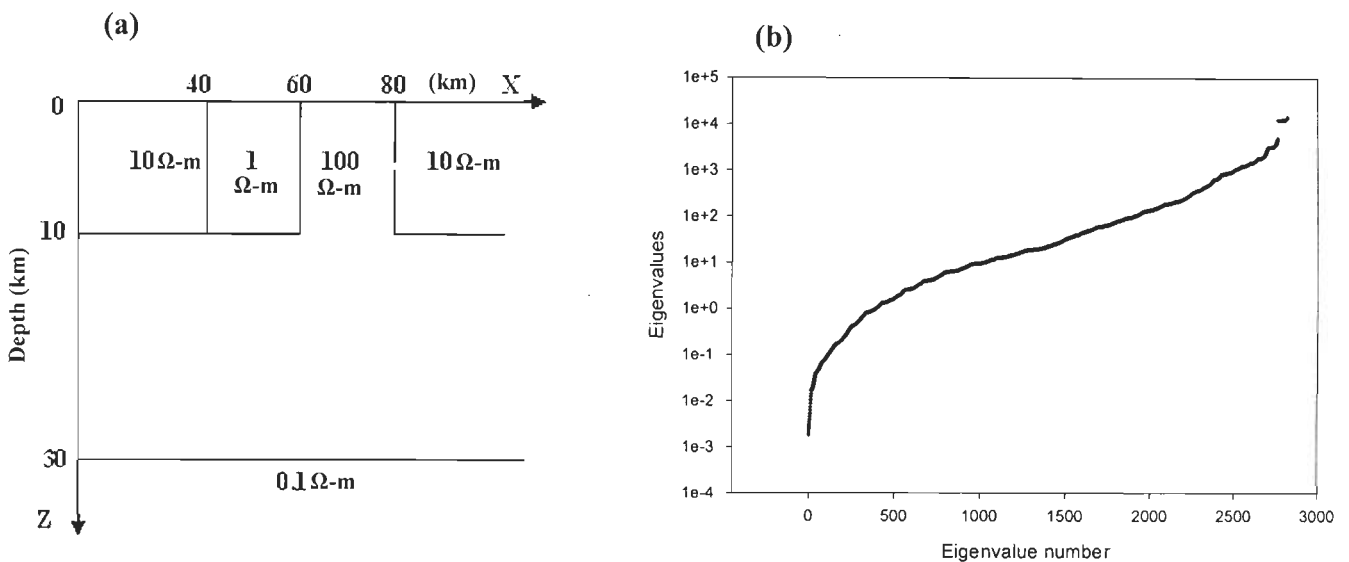 (a)
40 60 80 (km) X
0
10 Ω-m 1 Ω-m 100 Ω-m 10 Ω-m
10
Depth (km)
30
0.1 Ω-m
Z
(b)
1e+5
1e+4
1e+3
1e+2
1e+1
1e+0
1e-1
1e-2
1e-3
1e-4
Eigenvalues
0 500 1000 1500 2000 2500 3000
Eigenvalue number